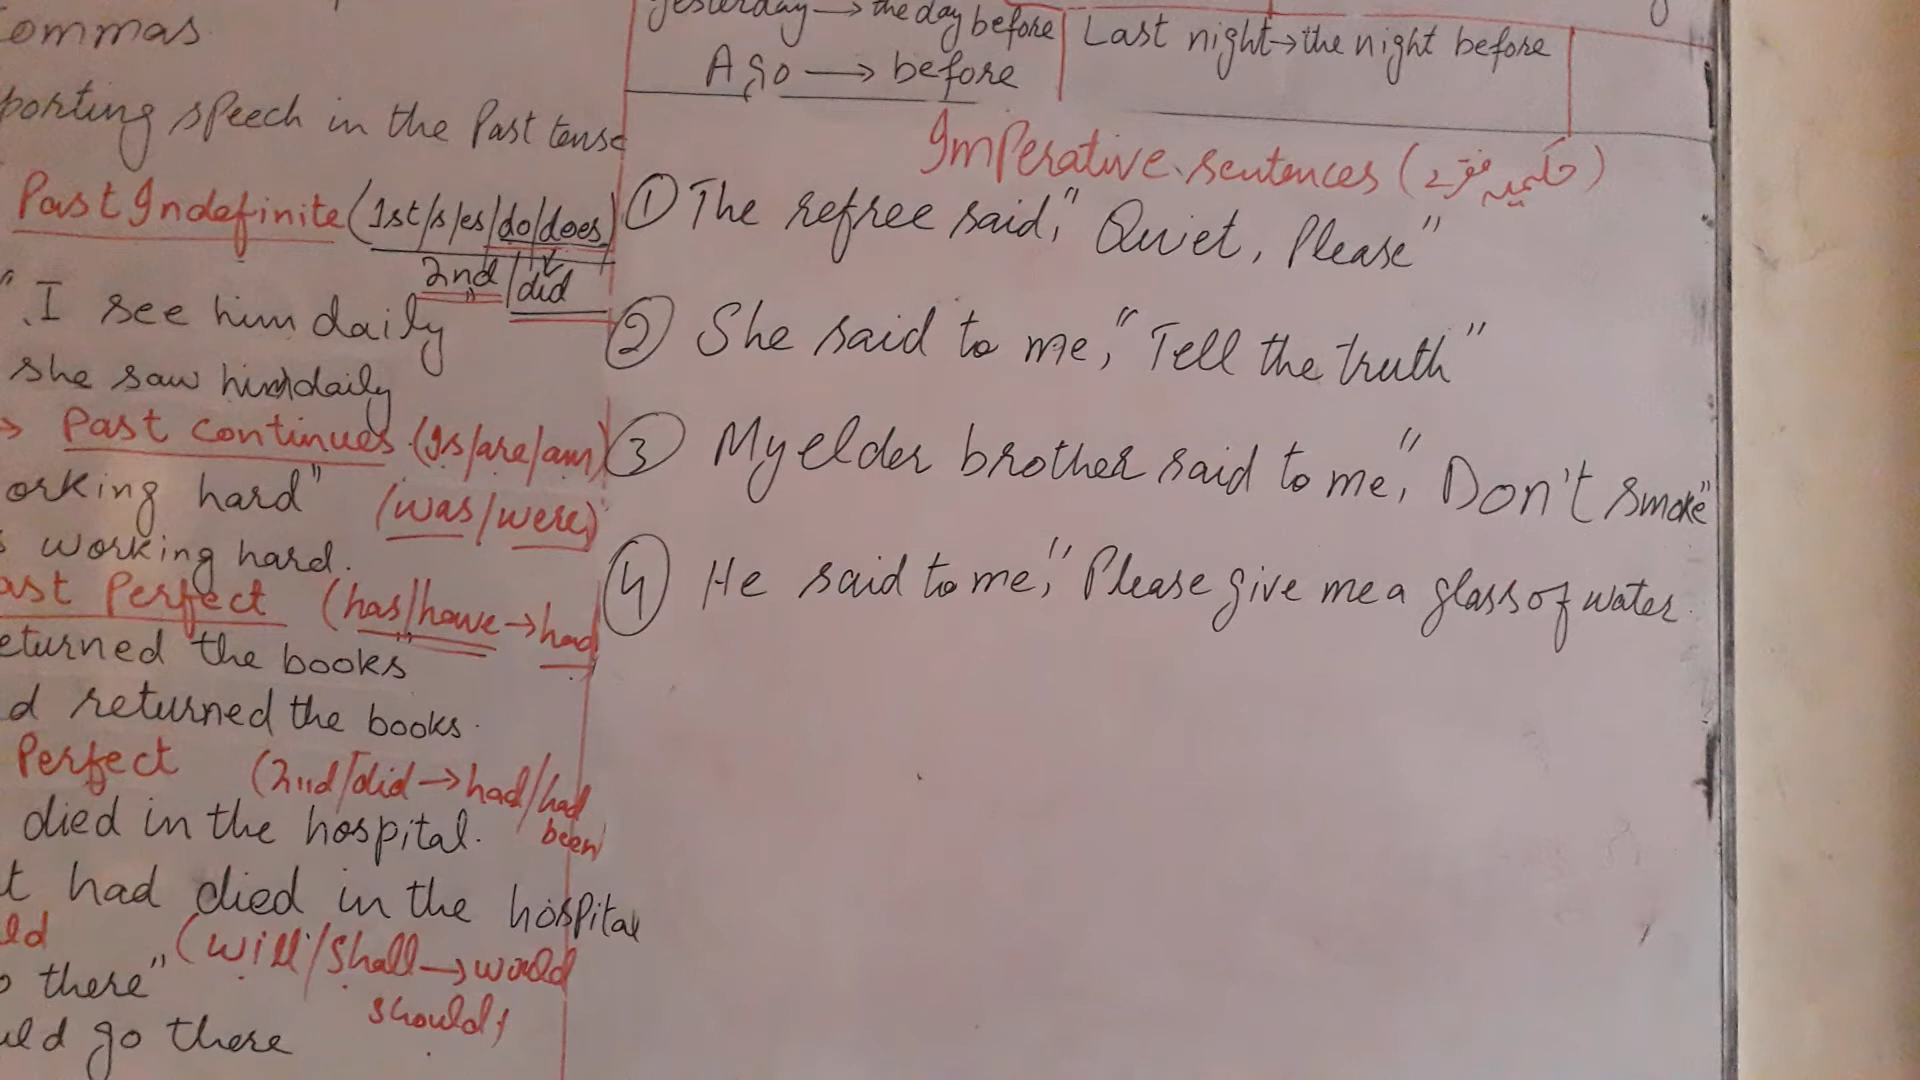 commas
porting speech in the Past tense
Past Indefinite (1st/s/es/do/does)
2nd/did
" I see him daily
she saw him daily
→ Past continues (Is/are/am)
orking hard" (was/were)
s working hard.
ast Perfect (has/have → had
eturned the books
d returned the books.
Perfect (2nd/did → had/had
been)
died in the hospital.
t had died in the hospital
ld (will/shall → would
should)
o there"
uld go there
yesterday → the day before
Ago → before
Last night → the night before
Imperative sentences (
① The refree said," Quiet, Please"
② She said to me," Tell the truth"
③ My elder brother said to me," Don't smoke"
④ He said to me," Please give me a glass of water.